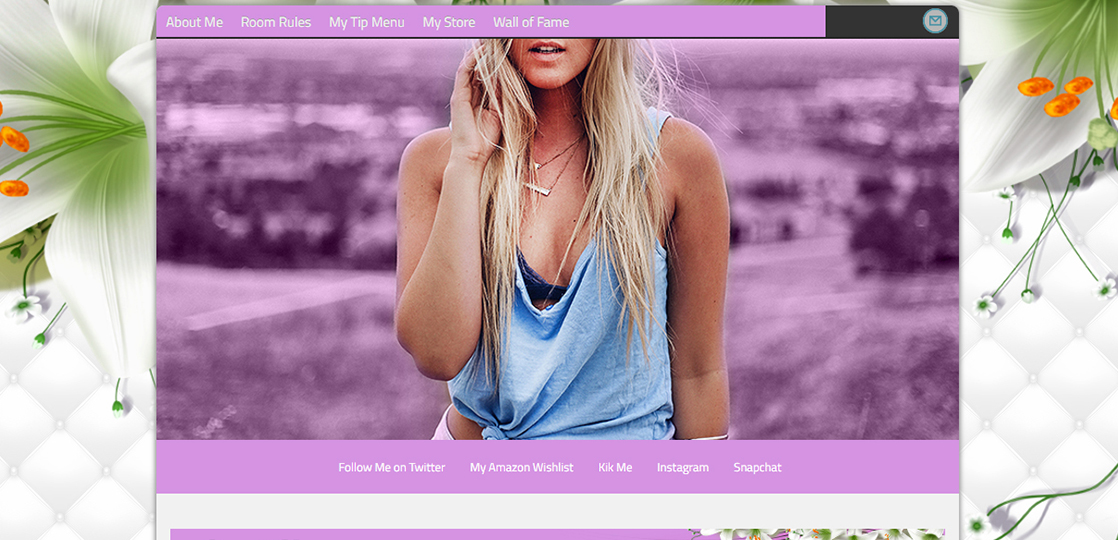 About Me Room Rules My Tip Menu My Store Wall of Fame
Follow Me on Twitter My Amazon Wishlist Kik Me Instagram Snapchat